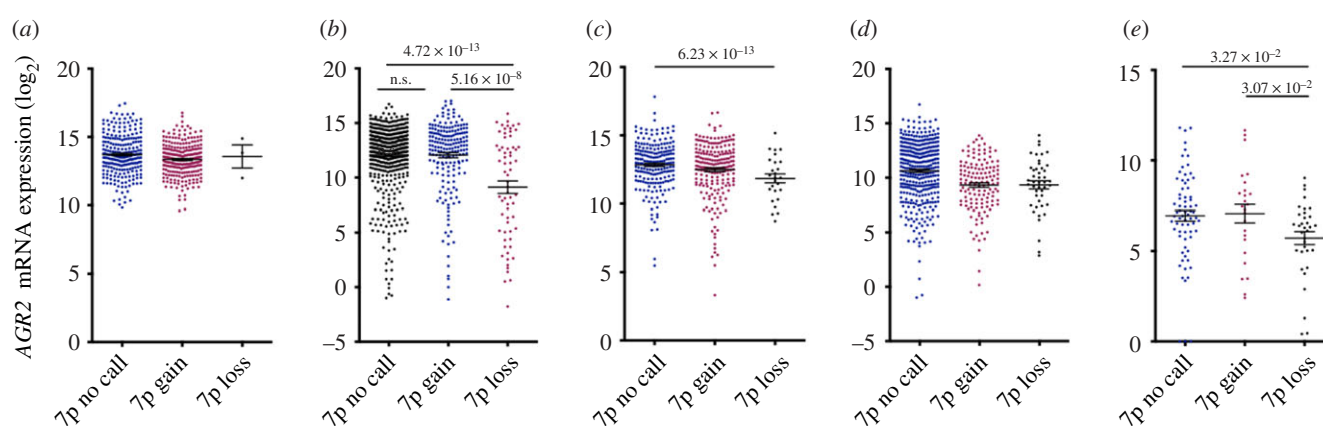 (a) (b) (c) (d) (e)
AGR2 mRNA expression (log2)
20
15
10
5
0
7p no call
7p gain
7p loss
4.72 × 10–13
n.s. 5.16 × 10–8
20
15
10
5
0
–5
7p no call
7p gain
7p loss
6.23 × 10–13
20
15
10
5
0
7p no call
7p gain
7p loss
20
15
10
5
0
–5
7p no call
7p gain
7p loss
3.27 × 10–2
3.07 × 10–2
15
10
5
0
7p no call
7p gain
7p loss